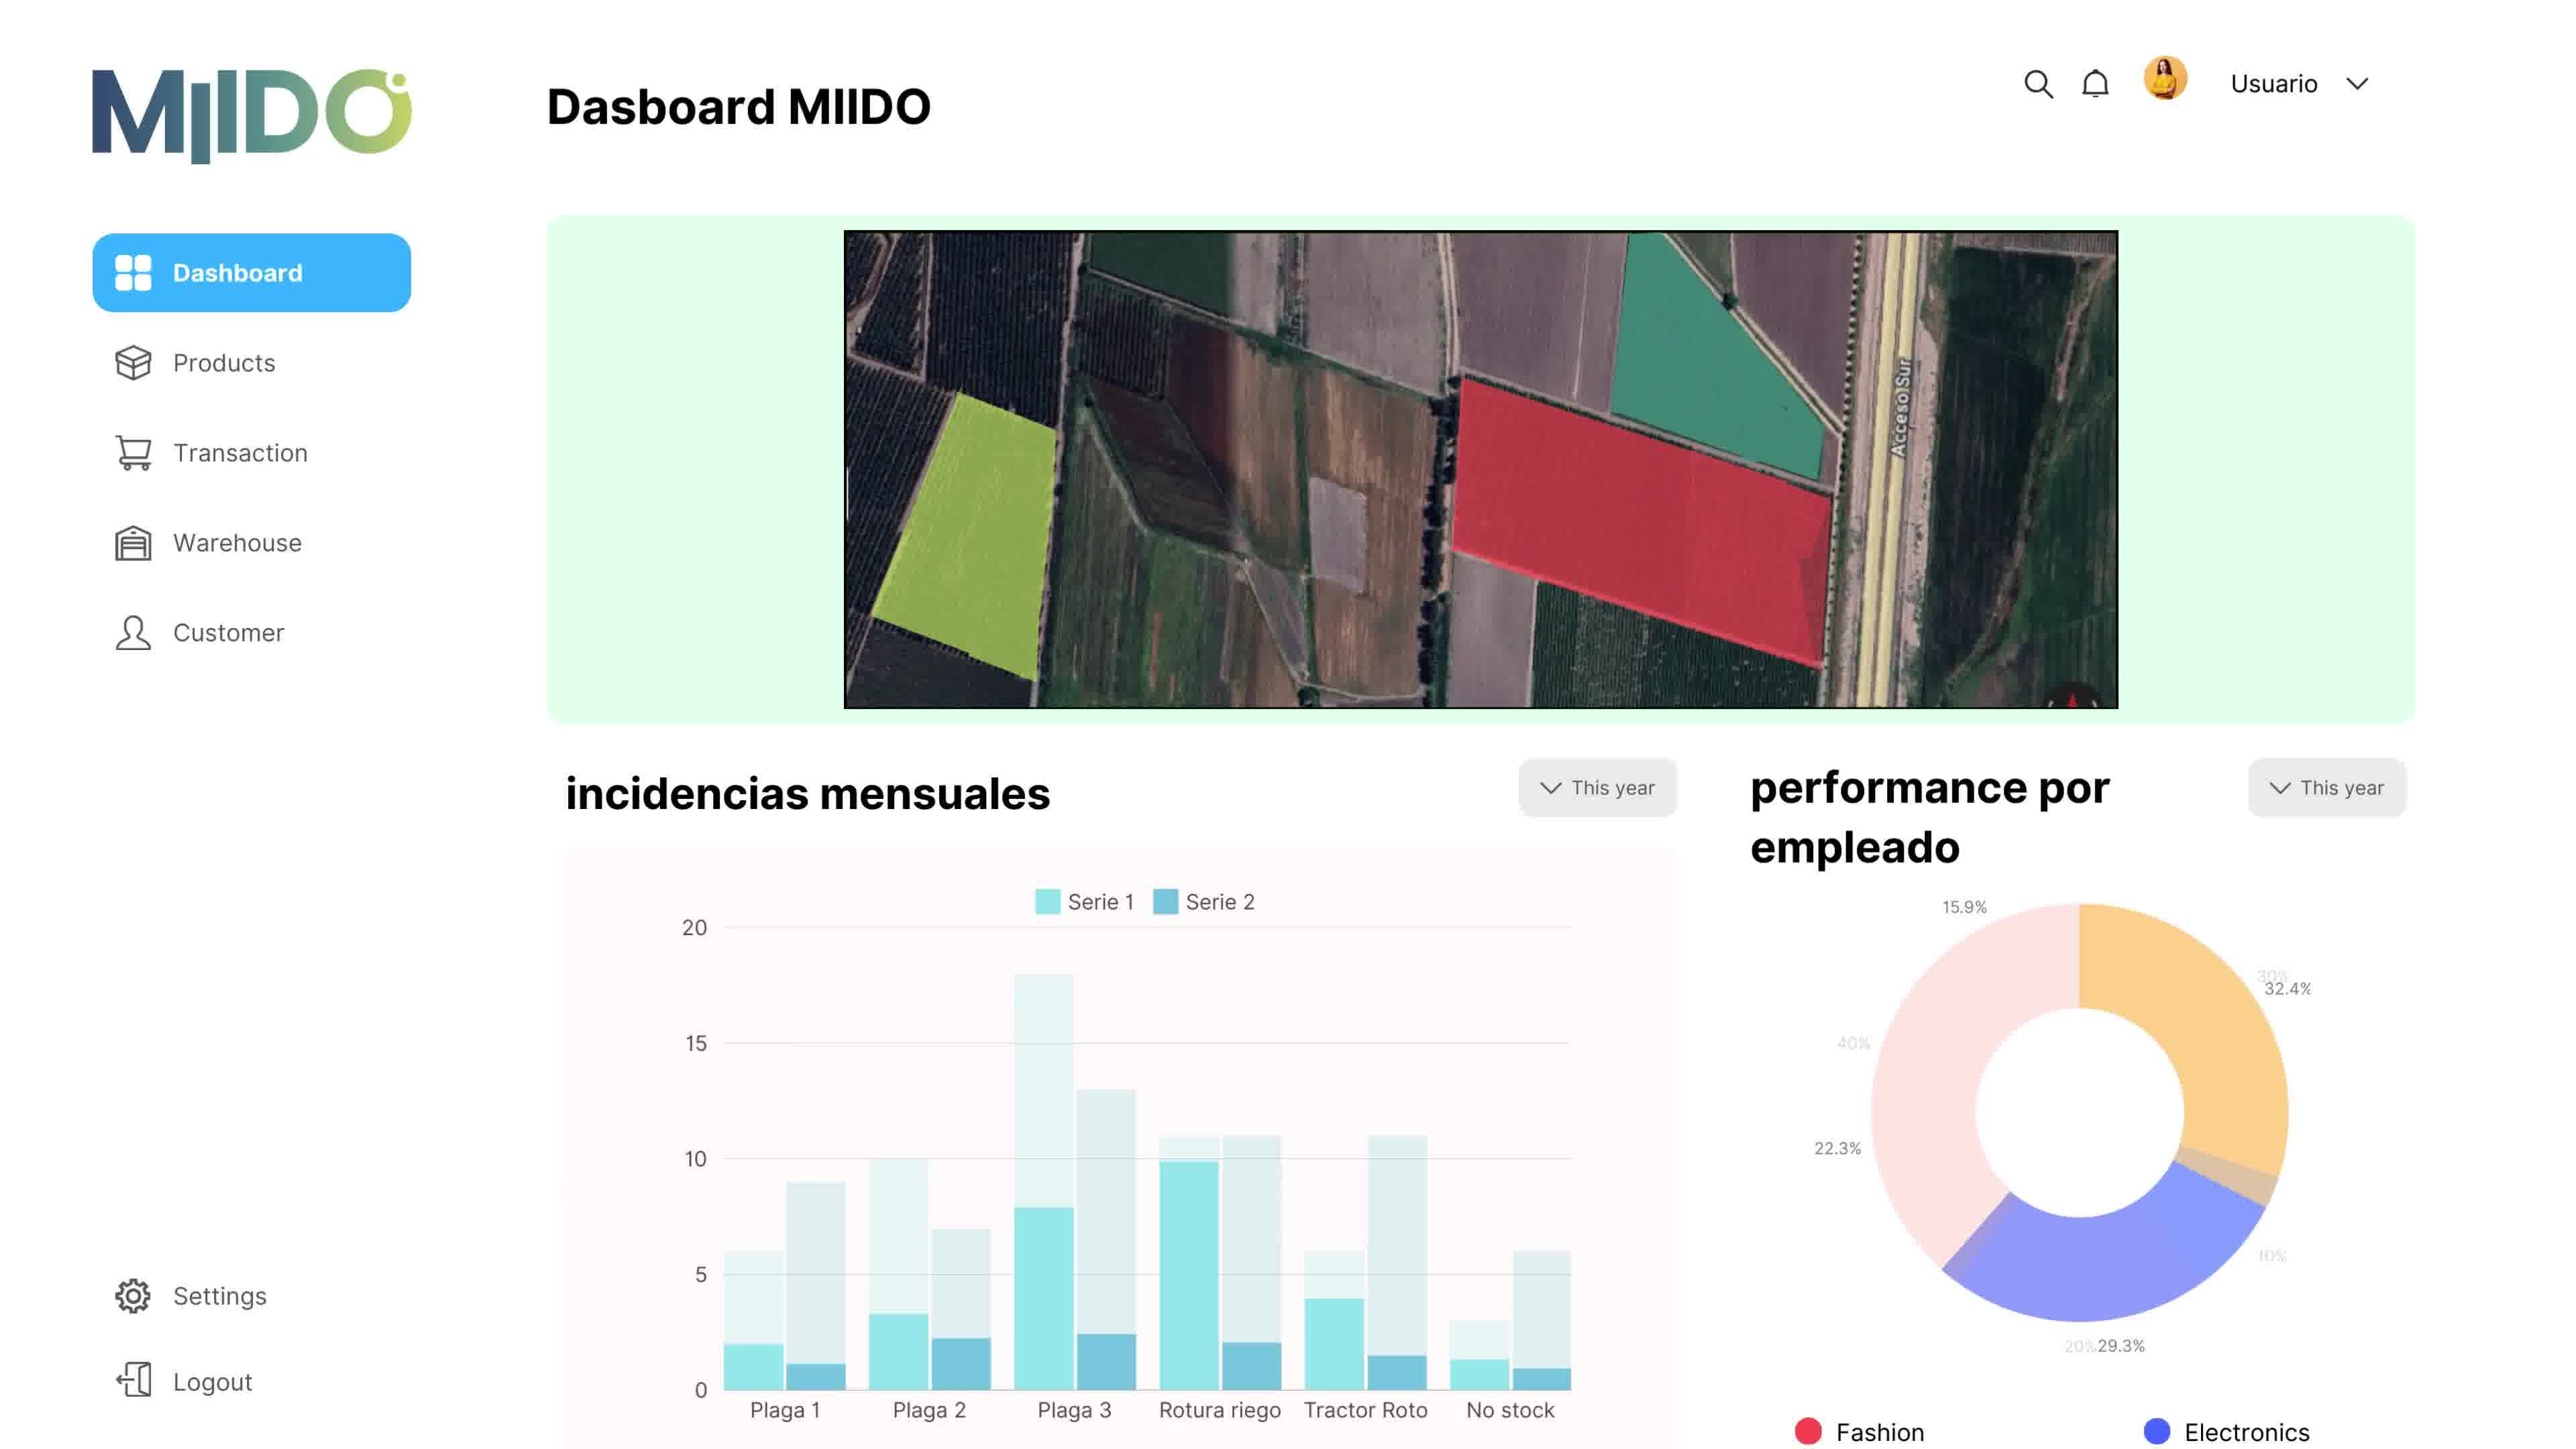 MIIDO
Dasboard MIIDO
Usuario
Dashboard
Products
Transaction
Warehouse
Customer
Settings
Logout
Acceso Sur
incidencias mensuales
This year
Serie 1
Serie 2
20
15
10
5
0
Plaga 1
Plaga 2
Plaga 3
Rotura riego
Tractor Roto
No stock
performance por
empleado
This year
15.9%
30%
32.4%
40%
22.3%
10%
20%
29.3%
Fashion
Electronics